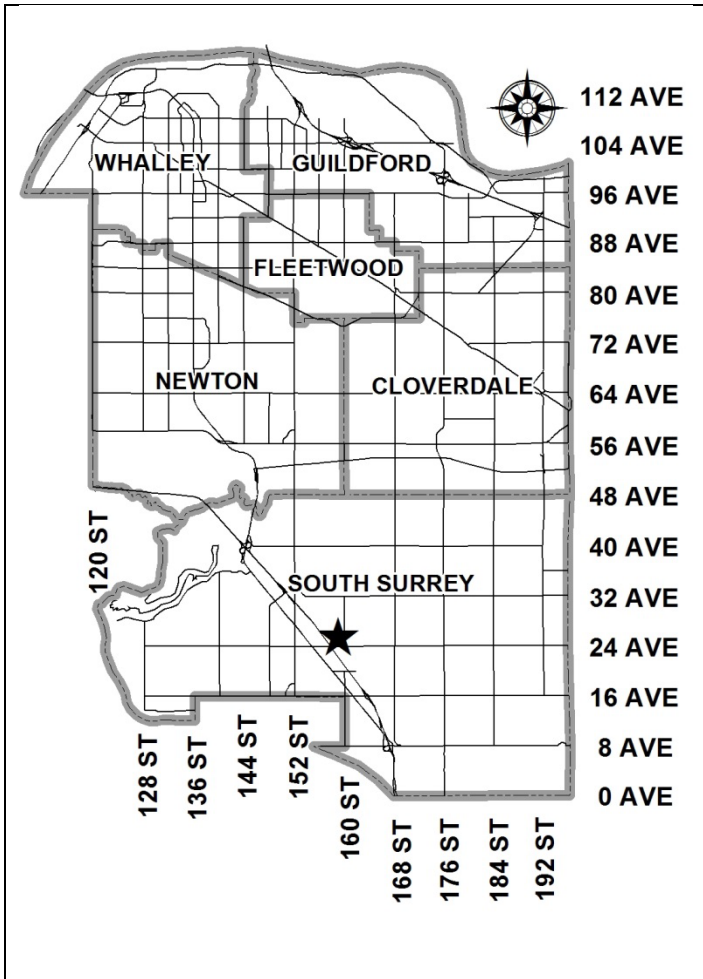 112 AVE
104 AVE
WHALLEY
GUILDFORD
96 AVE
88 AVE
FLEETWOOD
80 AVE
72 AVE
NEWTON
CLOVERDALE
64 AVE
56 AVE
48 AVE
120 ST
40 AVE
SOUTH SURREY
32 AVE
24 AVE
16 AVE
128 ST
136 ST
144 ST
152 ST
8 AVE
160 ST
0 AVE
168 ST
176 ST
184 ST
192 ST